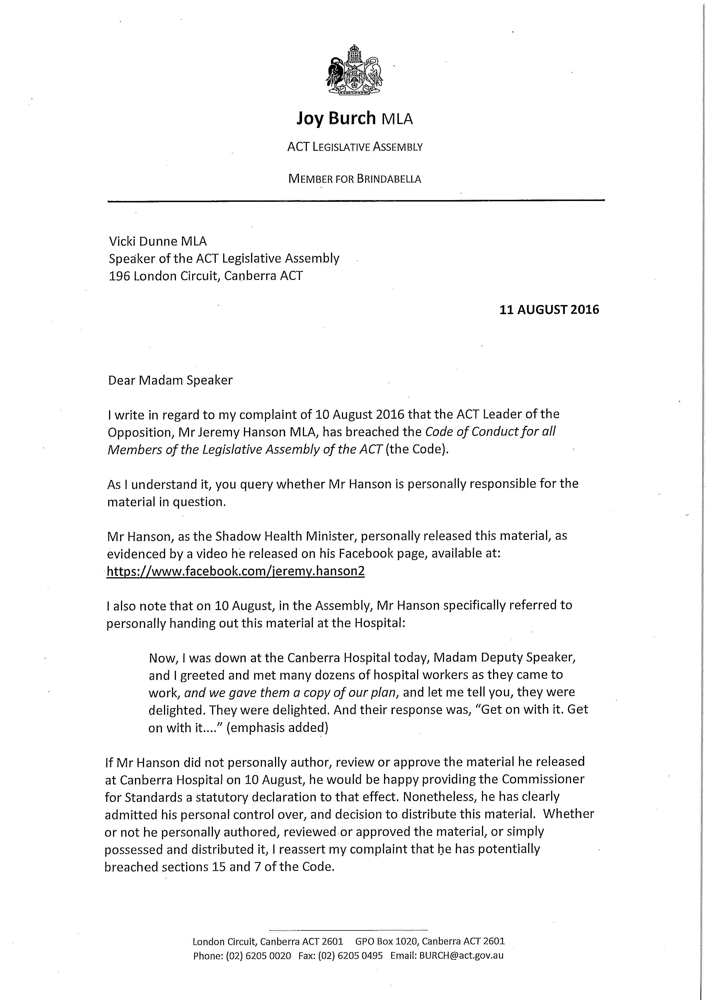 Joy Burch MLA
ACT LEGISLATIVE ASSEMBLY
MEMBER FOR BRINDABELLA
Vicki Dunne MLA
Speaker of the ACT Legislative Assembly
196 London Circuit, Canberra ACT
11 AUGUST 2016
Dear Madam Speaker
I write in regard to my complaint of 10 August 2016 that the ACT Leader of the
Opposition, Mr Jeremy Hanson MLA, has breached the Code of Conduct for all
Members of the Legislative Assembly of the ACT (the Code).
As I understand it, you query whether Mr Hanson is personally responsible for the
material in question.
Mr Hanson, as the Shadow Health Minister, personally released this material, as
evidenced by a video he released on his Facebook page, available at:
https://www.facebook.com/jeremy.hanson2
I also note that on 10 August, in the Assembly, Mr Hanson specifically referred to
personally handing out this material at the Hospital:
Now, I was down at the Canberra Hospital today, Madam Deputy Speaker,
and I greeted and met many dozens of hospital workers as they came to
work, and we gave them a copy of our plan, and let me tell you, they were
delighted. They were delighted. And their response was, “Get on with it. Get
on with it....” (emphasis added)
If Mr Hanson did not personally author, review or approve the material he released
at Canberra Hospital on 10 August, he would be happy providing the Commissioner
for Standards a statutory declaration to that effect. Nonetheless, he has clearly
admitted his personal control over, and decision to distribute this material. Whether
or not he personally authored, reviewed or approved the material, or simply
possessed and distributed it, I reassert my complaint that he has potentially
breached sections 15 and 7 of the Code.
London Circuit, Canberra ACT 2601 GPO Box 1020, Canberra ACT 2601
Phone: (02) 6205 0020 Fax: (02) 6205 0495 Email: BURCH@act.gov.au